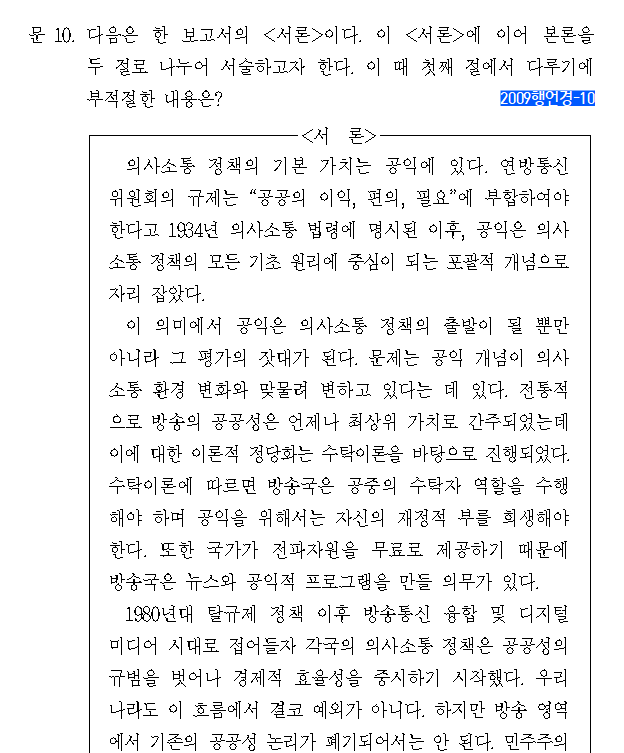 문 10. 다음은 한 보고서의 <서론>이다. 이 <서론>에 이어 본론을
두 절로 나누어 서술하고자 한다. 이 때 첫째 절에서 다루기에
부적절한 내용은?
2009행언경-10
<서 론>
의사소통 정책의 기본 가치는 공익에 있다. 연방통신
위원회의 규제는 “공공의 이익, 편의, 필요”에 부합하여야
한다고 1934년 의사소통 법령에 명시된 이후, 공익은 의사
소통 정책의 모든 기초 원리에 중심이 되는 포괄적 개념으로
자리 잡았다.
이 의미에서 공익은 의사소통 정책의 출발이 될 뿐만
아니라 그 평가의 잣대가 된다. 문제는 공익 개념이 의사
소통 환경 변화와 맞물려 변하고 있다는 데 있다. 전통적
으로 방송의 공공성은 언제나 최상위 가치로 간주되었는데
이에 대한 이론적 정당화는 수탁이론을 바탕으로 진행되었다.
수탁이론에 따르면 방송국은 공중의 수탁자 역할을 수행
해야 하며 공익을 위해서는 자신의 재정적 부를 희생해야
한다. 또한 국가가 전파자원을 무료로 제공하기 때문에
방송국은 뉴스와 공익적 프로그램을 만들 의무가 있다.
1980년대 탈규제 정책 이후 방송통신 융합 및 디지털
미디어 시대로 접어들자 각국의 의사소통 정책은 공공성의
규범을 벗어나 경제적 효율성을 중시하기 시작했다. 우리
나라도 이 흐름에서 결코 예외가 아니다. 하지만 방송 영역
에서 기존의 공공성 논리가 폐기되어서는 안 된다. 민주주의